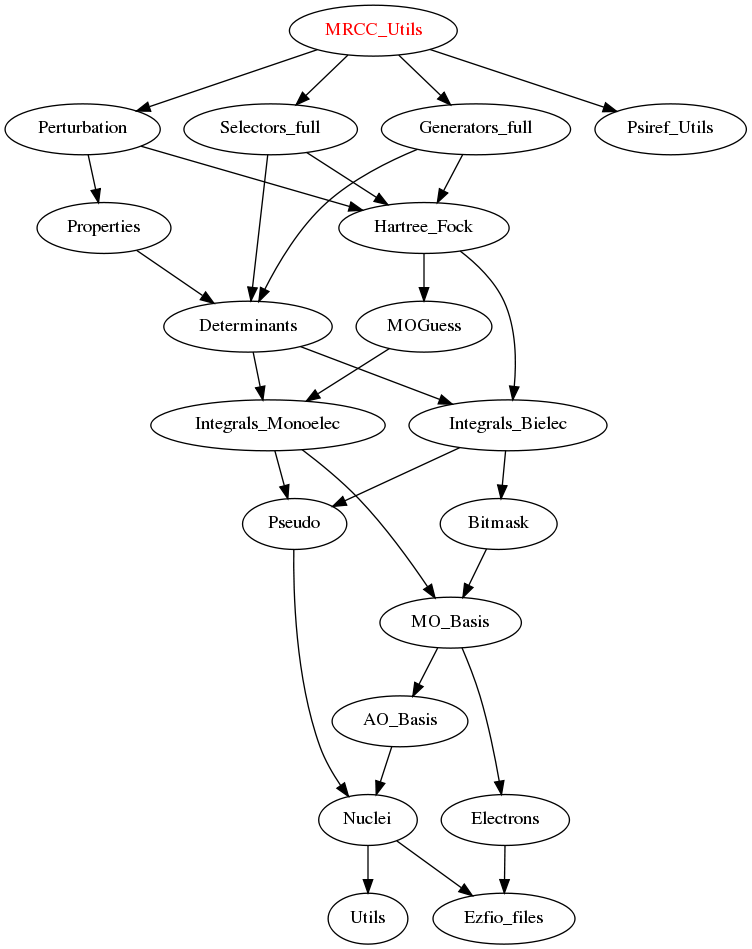 MRCC_Utils
Perturbation
Selectors_full
Generators_full
Psiref_Utils
Properties
Hartree_Fock
Determinants
MOGuess
Integrals_Monoelec
Integrals_Bielec
Pseudo
Bitmask
MO_Basis
AO_Basis
Nuclei
Electrons
Utils
Ezfio_files